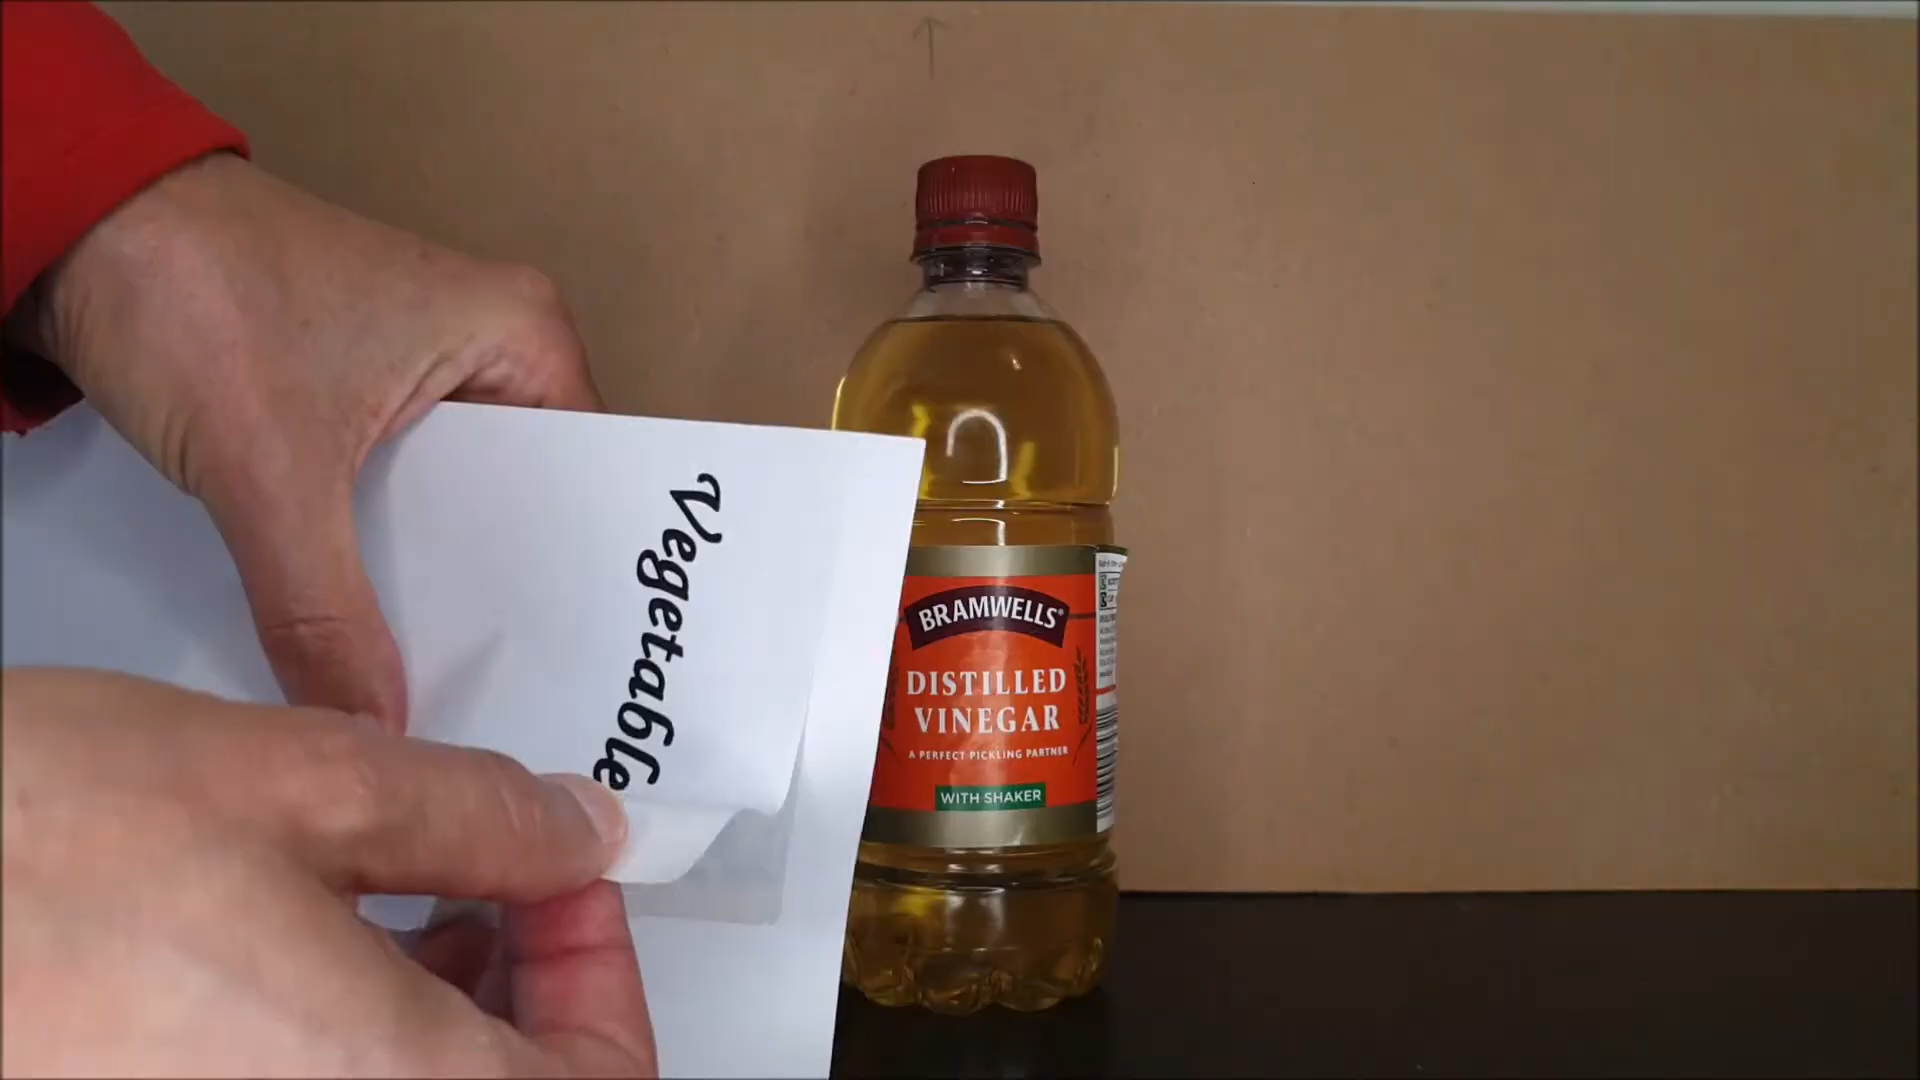 Vegetable
BRAMWELLS®
DISTILLED
VINEGAR
A PERFECT PICKLING PARTNER
WITH SHAKER